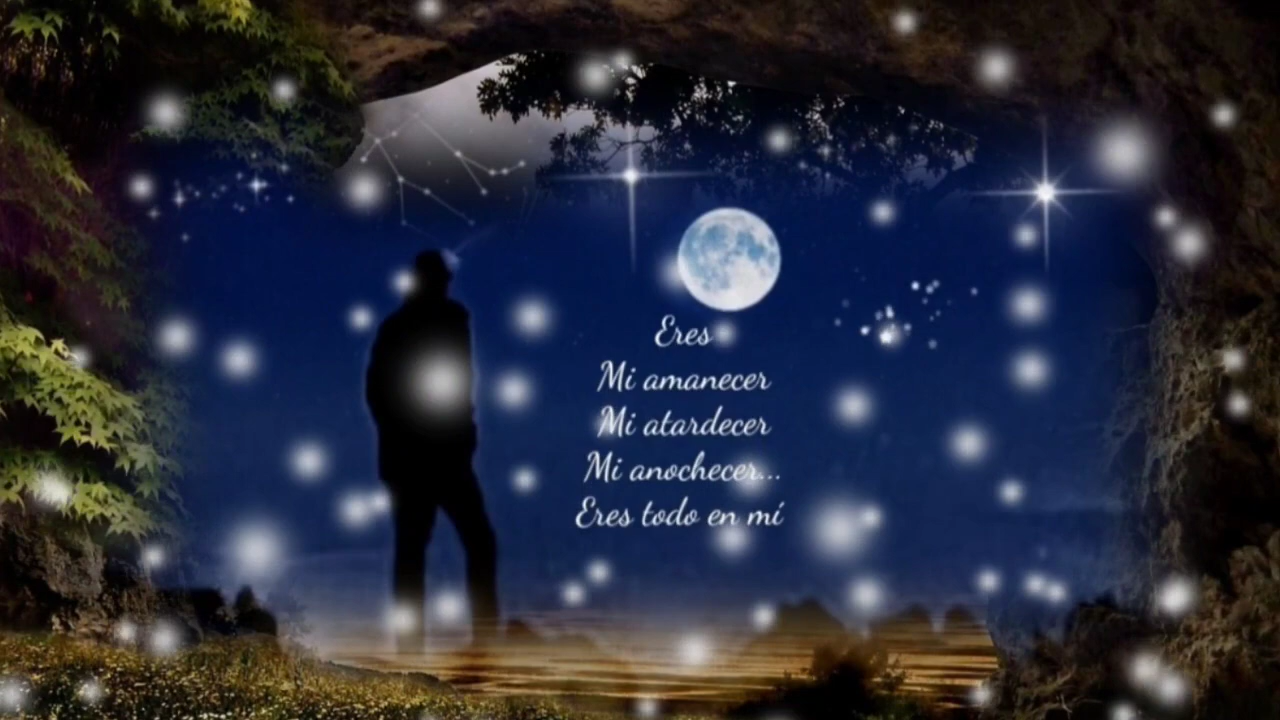 Eres
Mi amanecer
Mi atardecer
Mi anochecer...
Eres todo en mí